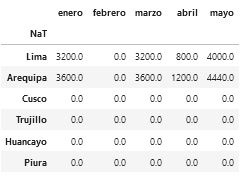 enero febrero marzo abril mayo
NaT
Lima 3200.0 0.0 3200.0 800.0 4000.0
Arequipa 3600.0 0.0 3600.0 1200.0 4440.0
Cusco 0.0 0.0 0.0 0.0 0.0
Trujillo 0.0 0.0 0.0 0.0 0.0
Huancayo 0.0 0.0 0.0 0.0 0.0
Piura 0.0 0.0 0.0 0.0 0.0